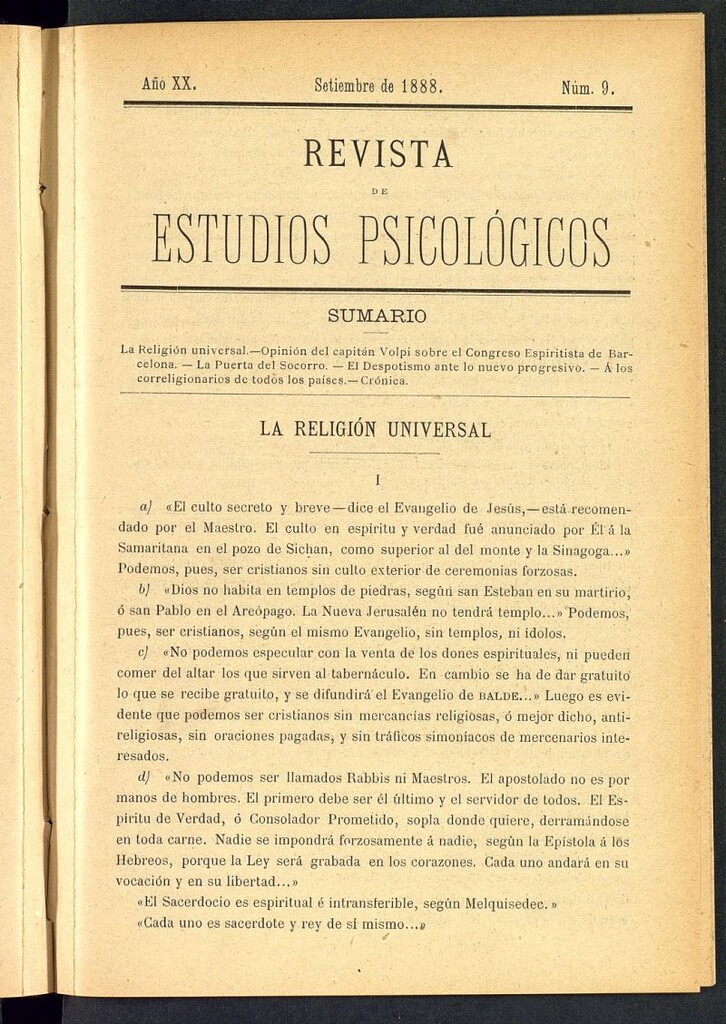 Año XX. Setiembre de 1888. Núm. 9.
REVISTA
DE
ESTUDIOS PSICOLÓGICOS
SUMARIO
La Religión universal.—Opinión del capitán Volpi sobre el Congreso Espiritista de Bar-
celona. — La Puerta del Socorro. — El Despotismo ante lo nuevo progresivo. — Á los
correligionarios de todos los países.— Crónica.
LA RELIGIÓN UNIVERSAL
I
a) «El culto secreto y breve—dice el Evangelio de Jesús,—está recomen-
dado por el Maestro. El culto en espíritu y verdad fué anunciado por Él á la
Samaritana en el pozo de Sichan, como superior al del monte y la Sinagoga...»
Podemos, pues, ser cristianos sin culto exterior de ceremonias forzosas.
b) «Dios no habita en templos de piedras, según san Esteban en su martirio,
ó san Pablo en el Areópago. La Nueva Jerusalén no tendrá templo...» Podemos,
pues, ser cristianos, según el mismo Evangelio, sin templos, ni ídolos.
c) «No podemos especular con la venta de los dones espirituales, ni pueden
comer del altar los que sirven al tabernáculo. En cambio se ha de dar gratuito
lo que se recibe gratuito, y se difundirá el Evangelio de BALDE...» Luego es evi-
dente que podemos ser cristianos sin mercancías religiosas, ó mejor dicho, anti-
religiosas, sin oraciones pagadas, y sin tráficos simoníacos de mercenarios inte-
resados.
d) «No podemos ser llamados Rabbis ni Maestros. El apostolado no es por
manos de hombres. El primero debe ser él último y el servidor de todos. El Es-
píritu de Verdad, ó Consolador Prometido, sopla donde quiere, derramándose
en toda carne. Nadie se impondrá forzosamente á nadie, según la Epístola á los
Hebreos, porque la Ley será grabada en los corazones. Cada uno andará en su
vocación y en su libertad...»
«El Sacerdocio es espiritual é intransferible, según Melquisedec.»
«Cada uno es sacerdote y rey de sí mismo...»